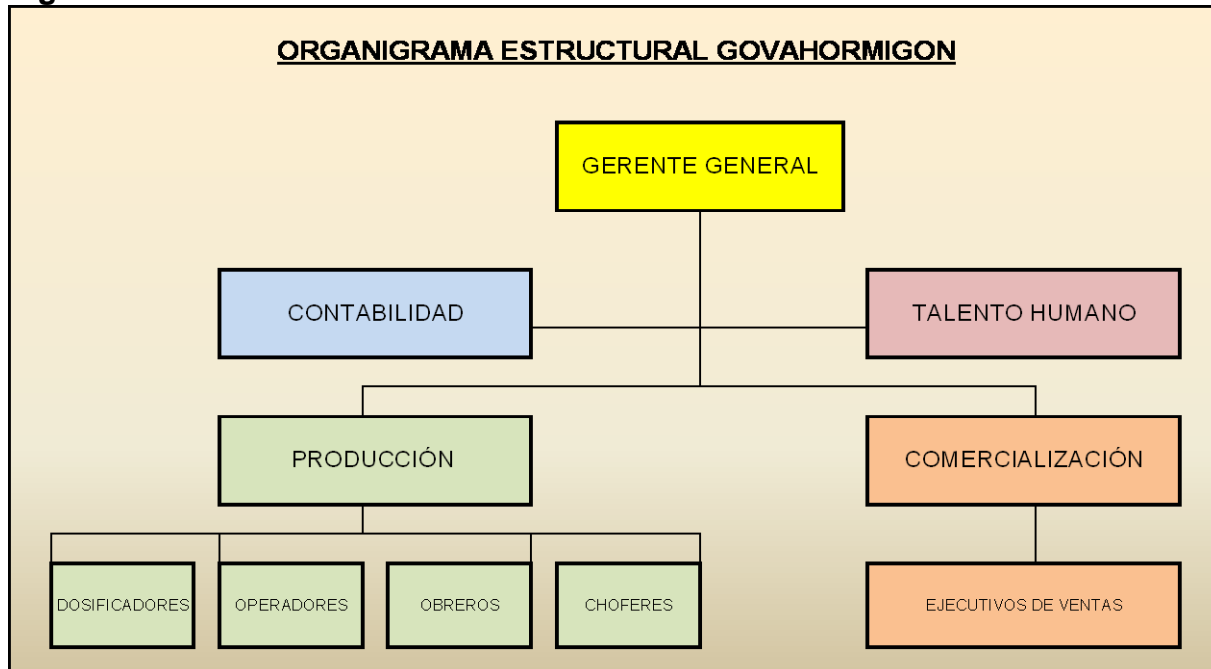 ORGANIGRAMA ESTRUCTURAL GOVAHORMIGON
GERENTE GENERAL
CONTABILIDAD
TALENTO HUMANO
PRODUCCIÓN
COMERCIALIZACIÓN
DOSIFICADORES
OPERADORES
OBREROS
CHOFERES
EJECUTIVOS DE VENTAS